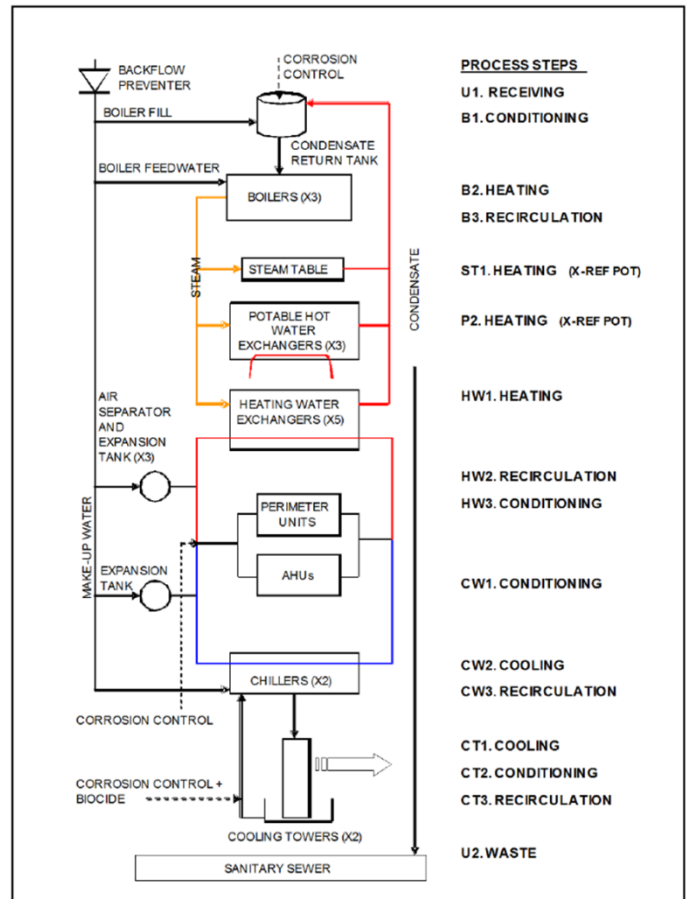 BACKFLOW
PREVENTER
CORROSION
CONTROL
BOILER FILL
CONDENSATE
RETURN TANK
BOILER FEEDWATER
BOILERS (X3)
STEAM
STEAM TABLE
POTABLE HOT
WATER
EXCHANGERS (X3)
CONDENSATE
AIR
SEPARATOR
AND
EXPANSION
TANK (X3)
HEATING WATER
EXCHANGERS (X5)
MAKE-UP WATER
PERIMETER
UNITS
EXPANSION
TANK
AHUs
CHILLERS (X2)
CORROSION CONTROL
CORROSION CONTROL +
BIOCIDE
COOLING TOWERS (X2)
SANITARY SEWER
PROCESS STEPS
U1. RECEIVING
B1. CONDITIONING
B2. HEATING
B3. RECIRCULATION
ST1. HEATING (X-REF POT)
P2. HEATING (X-REF POT)
HW1. HEATING
HW2. RECIRCULATION
HW3. CONDITIONING
CW1. CONDITIONING
CW2. COOLING
CW3. RECIRCULATION
CT1. COOLING
CT2. CONDITIONING
CT3. RECIRCULATION
U2. WASTE